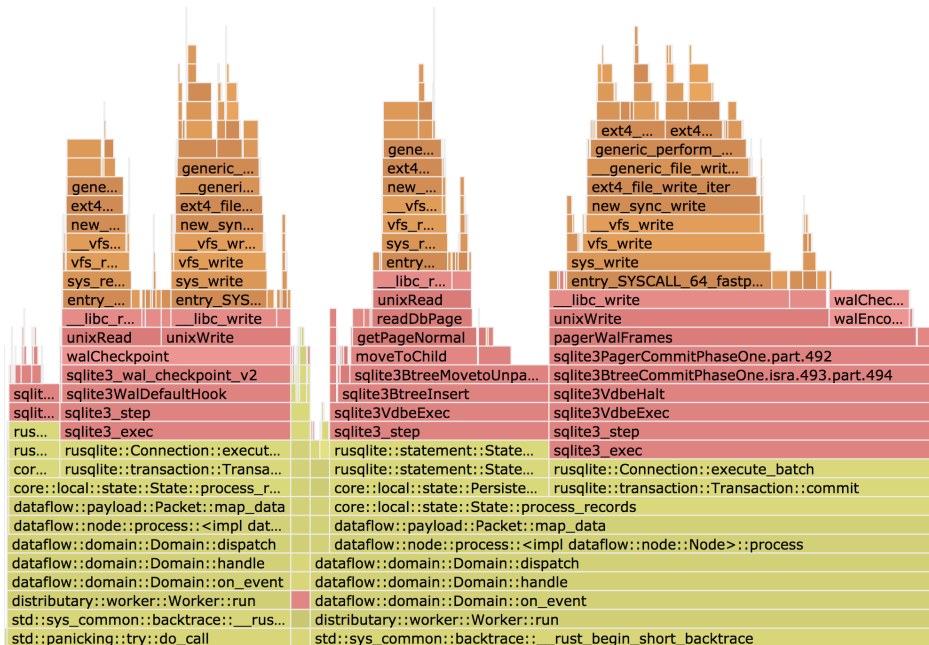 ext4_... ext4...
generic_... gene... generic_perform_...
gene... __generi... ext4... __generic_file_writ...
ext4... ext4_file... new_... ext4_file_write_iter
new_... new_syn... __vfs... new_sync_write
__vfs... __vfs_wr... vfs_r... __vfs_write
vfs_r... vfs_write sys_r... vfs_write
sys_re... sys_write entry... sys_write
entry_... entry_SYS... __libc_r... entry_SYSCALL_64_fastp...
__libc_r... __libc_write unixRead __libc_write walChec...
unixRead unixWrite readDbPage unixWrite walEnco...
walCheckpoint getPageNormal pagerWalFrames
sqlite3_wal_checkpoint_v2 moveToChild sqlite3PagerCommitPhaseOne.part.492
sqlit... sqlite3WalDefaultHook sqlite3BtreeMovetoUnpa... sqlite3BtreeCommitPhaseOne.isra.493.part.494
sqlit... sqlite3_step sqlite3BtreeInsert sqlite3VdbeHalt
rus... sqlite3_exec sqlite3VdbeExec sqlite3VdbeExec
rus... rusqlite::Connection::execut... sqlite3_step sqlite3_step
cor... rusqlite::transaction::Transa... rusqlite::statement::State... sqlite3_exec
core::local::state::State::process_r... rusqlite::statement::State... rusqlite::Connection::execute_batch
dataflow::payload::Packet::map_data core::local::state::Persiste... rusqlite::transaction::Transaction::commit
dataflow::node::process::<impl dat... core::local::state::State::process_records
dataflow::domain::Domain::dispatch dataflow::payload::Packet::map_data
dataflow::domain::Domain::handle dataflow::node::process::<impl dataflow::node::Node>::process
dataflow::domain::Domain::on_event dataflow::domain::Domain::dispatch
distributary::worker::Worker::run dataflow::domain::Domain::handle
std::sys_common::backtrace::__rus... dataflow::domain::Domain::on_event
std::panicking::try::do_call distributary::worker::Worker::run
std::sys_common::backtrace::__rust_begin_short_backtrace